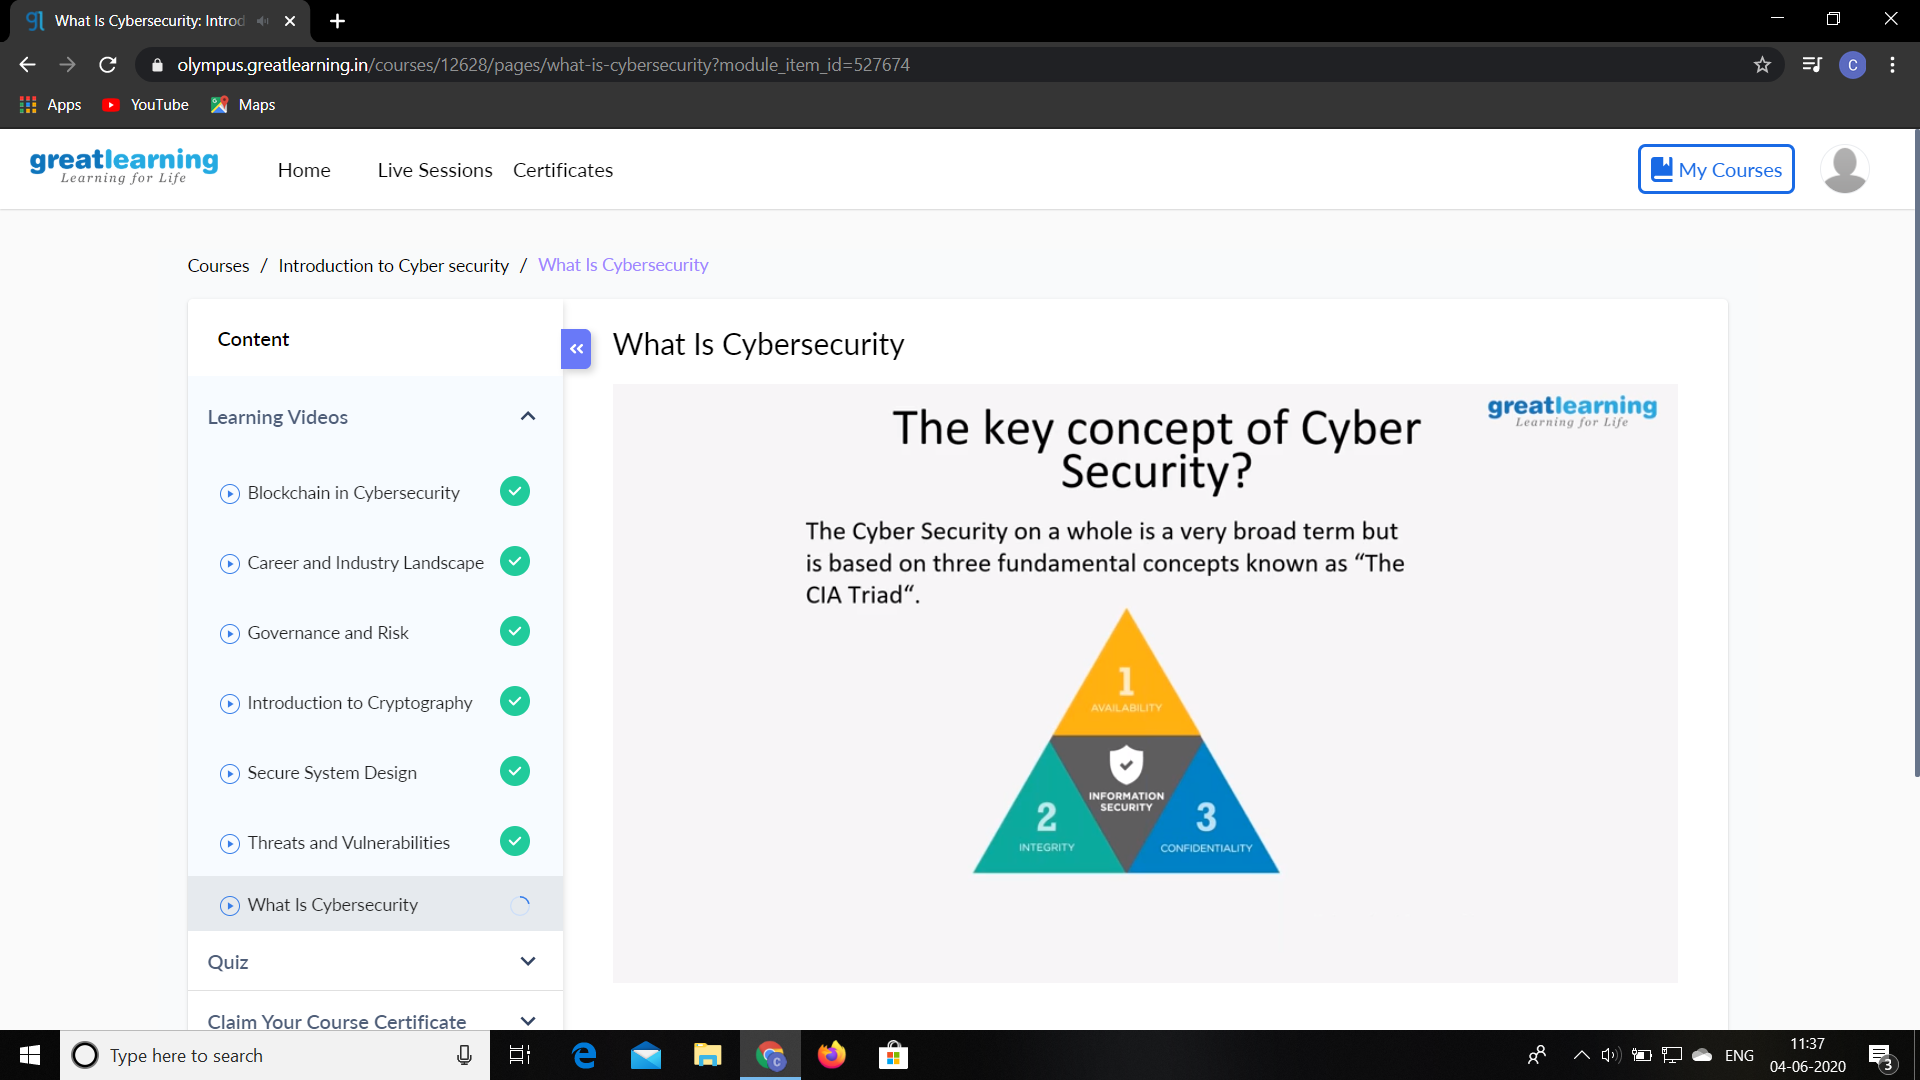 What Is Cybersecurity: Introd
olympus.greatlearning.in/courses/12628/pages/what-is-cybersecurity?module_item_id=527674
C
Apps
YouTube
Maps
greatlearning
Learning for Life
Home
Live Sessions
Certificates
My Courses
Courses / Introduction to Cyber security / What Is Cybersecurity
Content
Learning Videos
Blockchain in Cybersecurity
Career and Industry Landscape
Governance and Risk
Introduction to Cryptography
Secure System Design
Threats and Vulnerabilities
What Is Cybersecurity
Quiz
Claim Your Course Certificate
What Is Cybersecurity
greatlearning
Learning for Life
The key concept of Cyber
Security?
The Cyber Security on a whole is a very broad term but
is based on three fundamental concepts known as “The
CIA Triad“.
1
AVAILABILITY
INFORMATION
SECURITY
2
INTEGRITY
3
CONFIDENTIALITY
Type here to search
C
ENG
11:37
04-06-2020
3